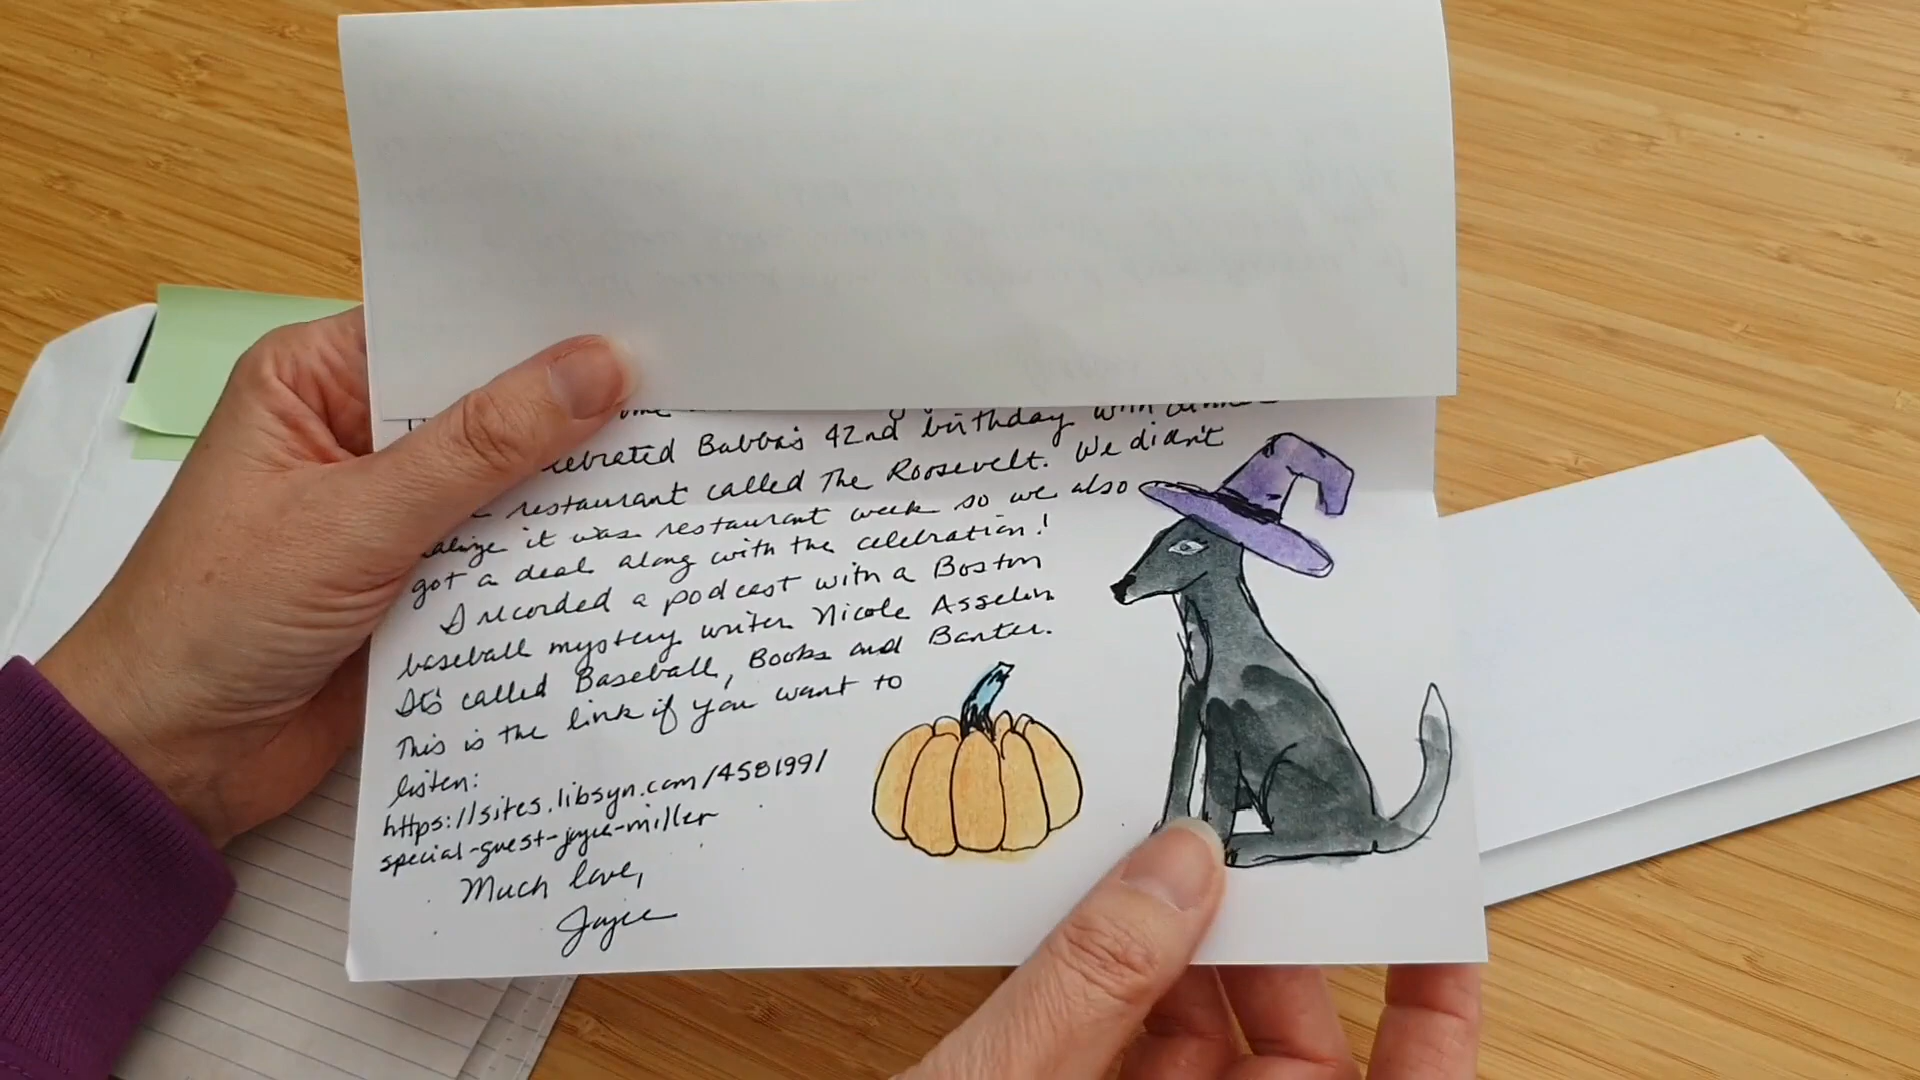 celebrated Bubba's 42nd birthday with dinner
restaurant called The Roosevelt. We didn't
it was restaurant week so we also
got a deal along with the celebration!
I recorded a podcast with a Boston
baseball mystery writer Nicole Asselin
It's called Baseball, Books and Banter.
This is the link if you want to
listen:
https://sites.libsyn.com/458199/
special-guest-joyce-miller
Much love,
Joyce